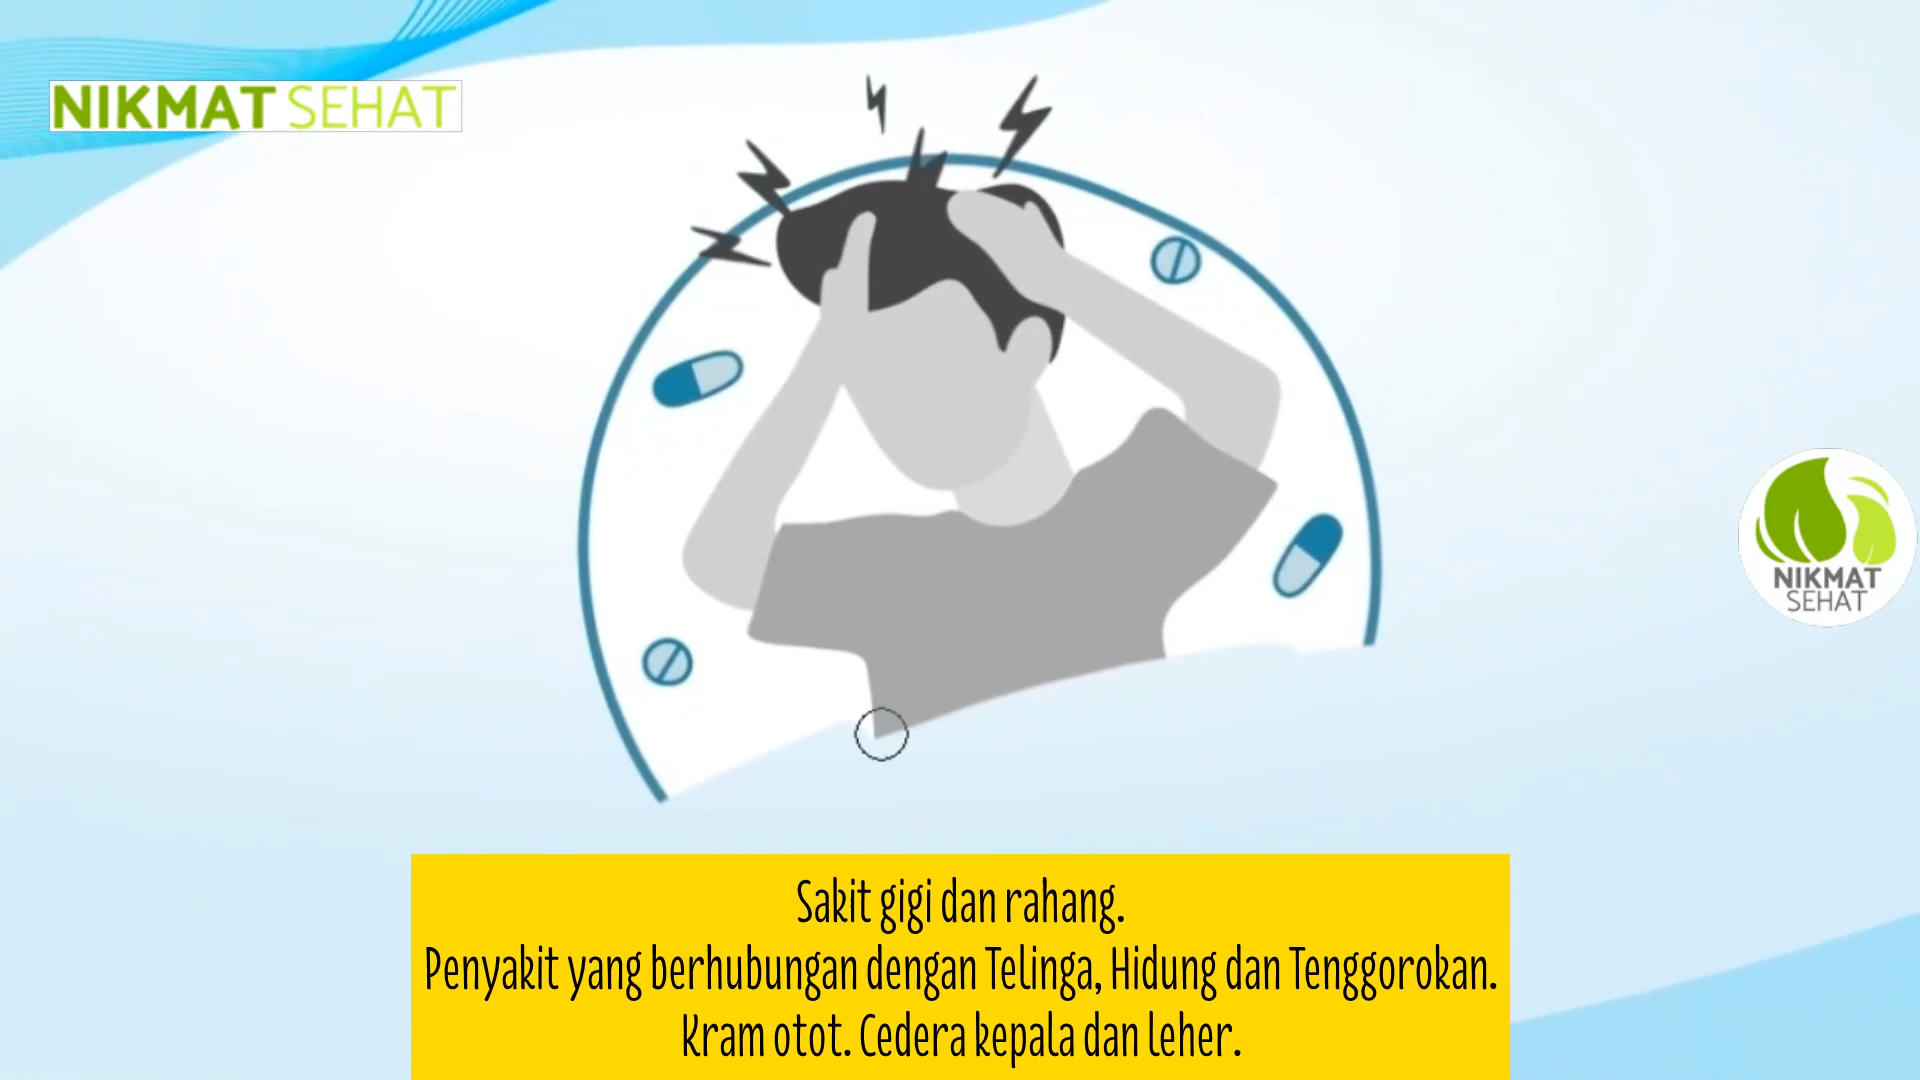 NIKMAT SEHAT
NIKMAT
SEHAT
Sakit gigi dan rahang.
Penyakit yang berhubungan dengan Telinga, Hidung dan Tenggorokan.
Kram otot. Cedera kepala dan leher.